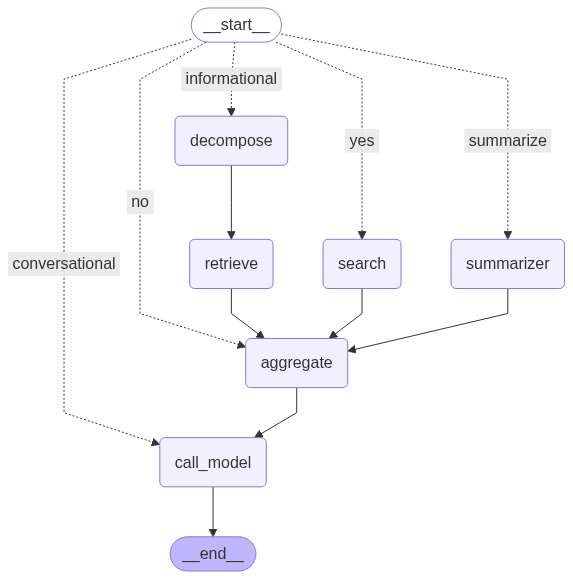 __start__
informational
decompose
yes
summarize
no
conversational
retrieve
search
summarizer
aggregate
call_model
__end__